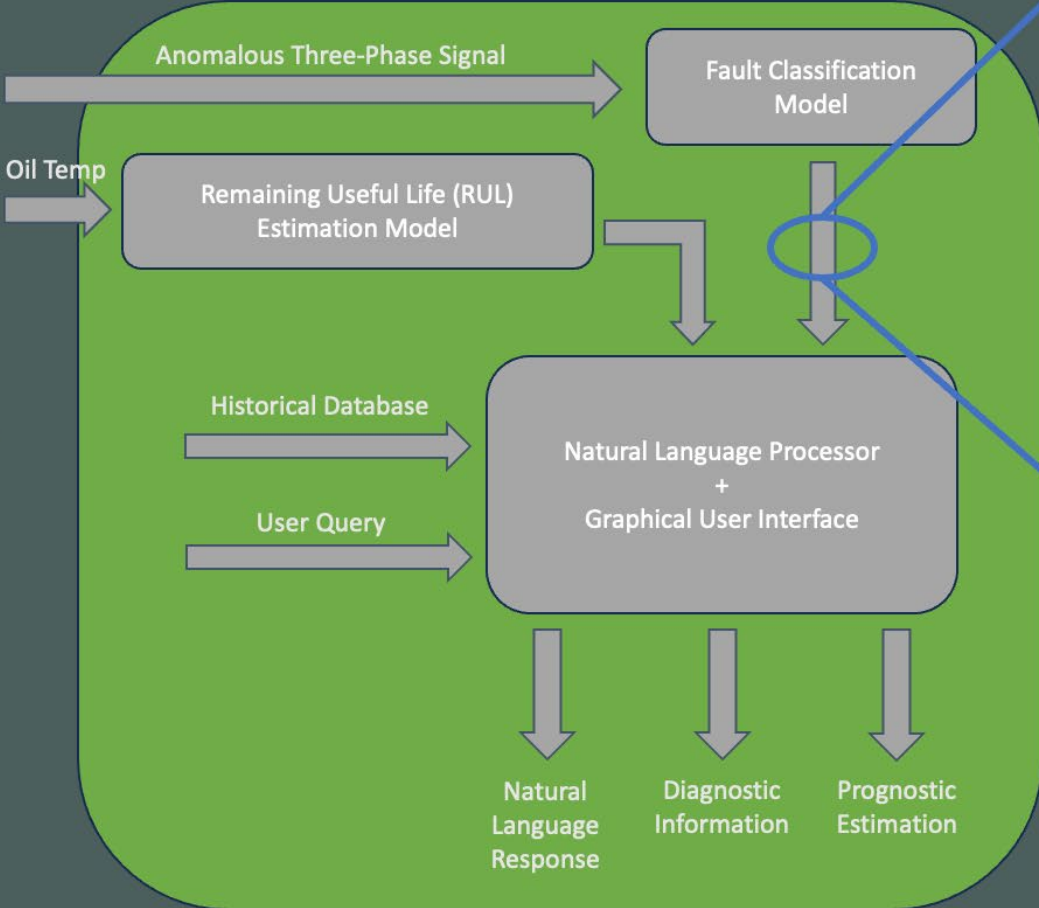 Anomalous Three-Phase Signal
Fault Classification
Model
Oil Temp
Remaining Useful Life (RUL)
Estimation Model
Historical Database
User Query
Natural Language Processor
+
Graphical User Interface
Natural
Language
Response
Diagnostic
Information
Prognostic
Estimation